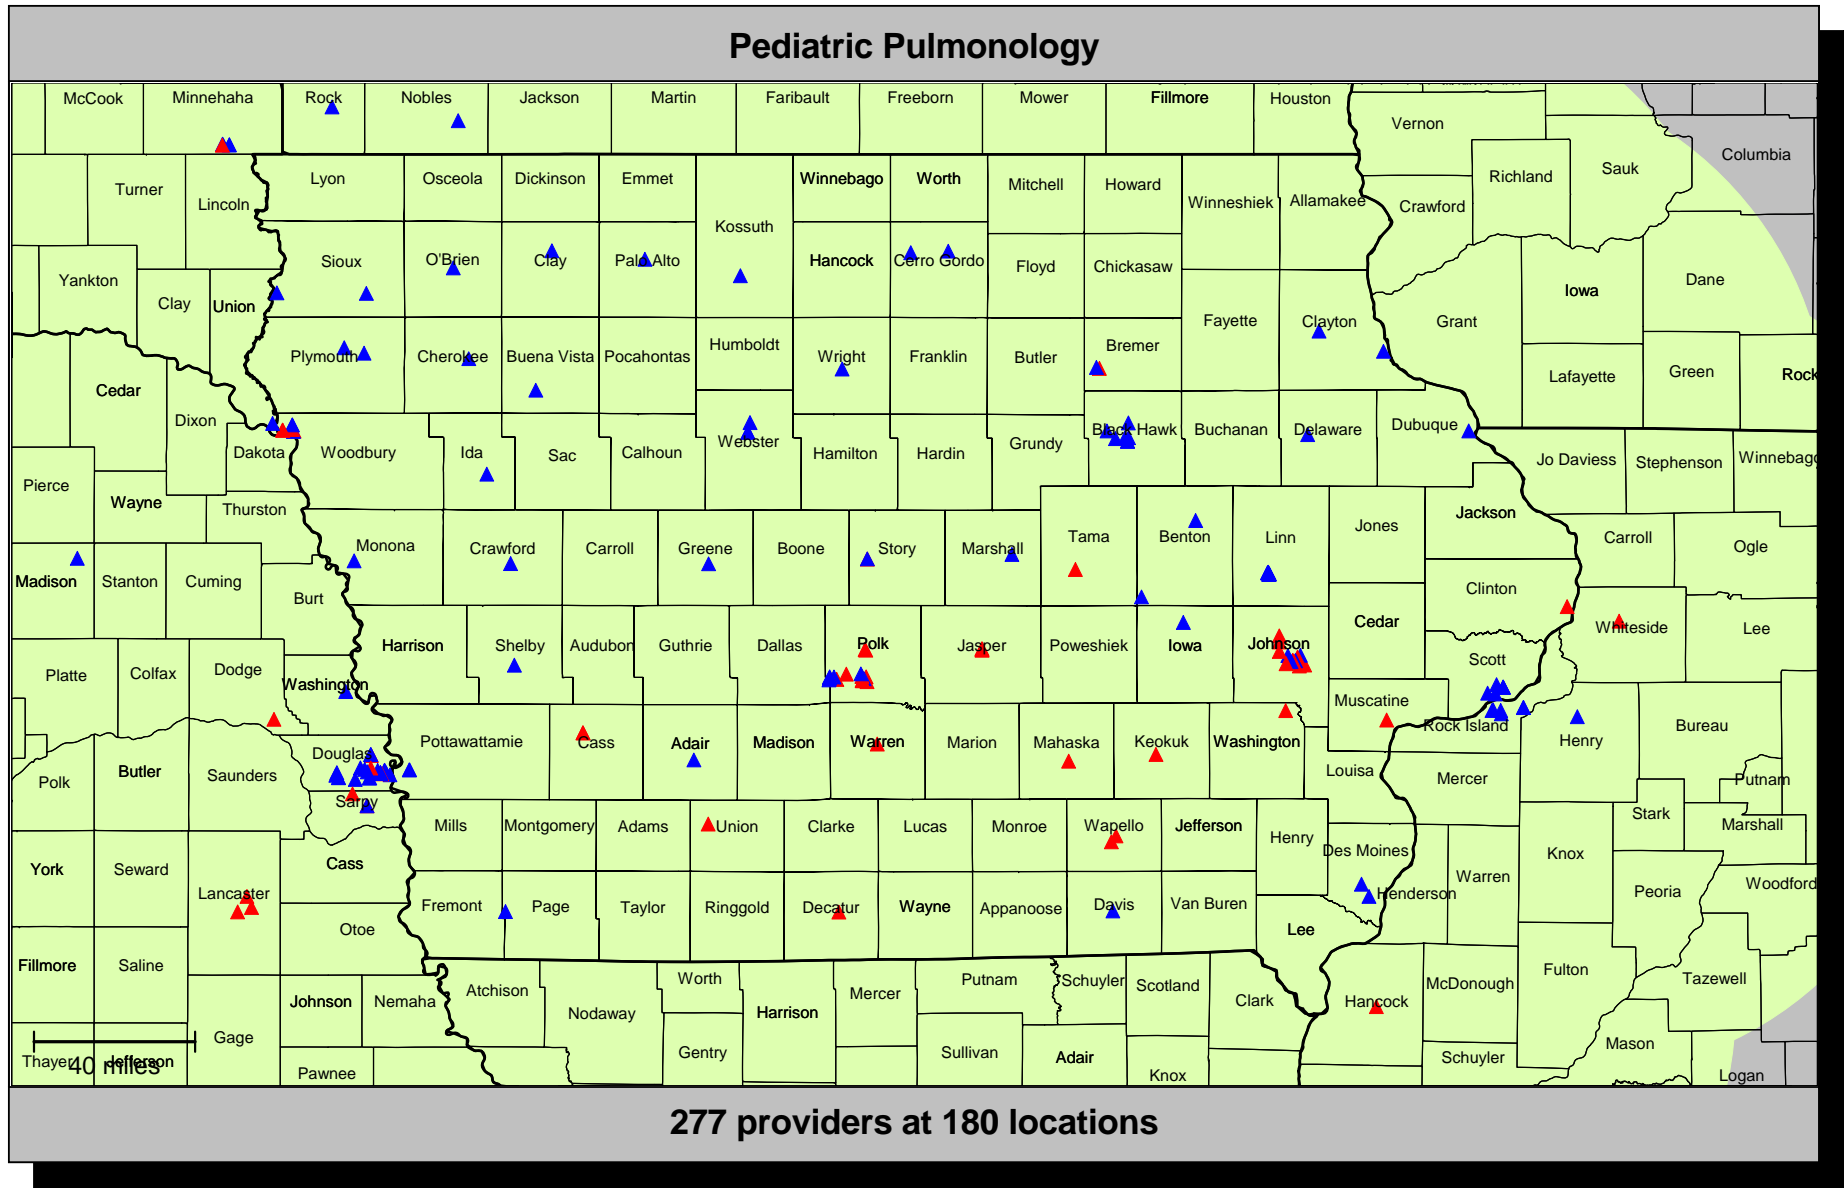 Pediatric Pulmonology
McCook Minnehaha Rock Nobles Jackson Martin Faribault Freeborn Mower Fillmore Houston
Vernon
Columbia
Sauk
Richland
Turner Lincoln Lyon Osceola Dickinson Emmet Winnebago Worth Mitchell Howard
Winneshiek Allamakee Crawford
Kossuth
Yankton Clay Union Sioux O'Brien Clay Palo Alto Hancock Cerro Gordo Floyd Chickasaw
Iowa Dane
Fayette Clayton Grant
Plymouth Cherokee Buena Vista Pocahontas Humboldt Wright Franklin Butler Bremer
Lafayette Green Rock
Cedar Dixon
Dakota Woodbury Ida Sac Calhoun Webster Hamilton Hardin Grundy Black Hawk Buchanan Delaware Dubuque
Jo Daviess Stephenson Winnebago
Pierce Wayne Thurston
Monona Crawford Carroll Greene Boone Story Marshall Tama Benton Linn Jones Jackson
Carroll Ogle
Madison Stanton Cuming Burt
Clinton
Harrison Shelby Audubon Guthrie Dallas Polk Jasper Poweshiek Iowa Johnson Cedar
Whiteside Lee
Scott
Platte Colfax Dodge Washington
Muscatine Rock Island Henry Bureau
Pottawattamie Cass Adair Madison Warren Marion Mahaska Keokuk Washington
Polk Butler Saunders Douglas
Louisa Mercer Putnam
Sarpy
Mills Montgomery Adams Union Clarke Lucas Monroe Wapello Jefferson Henry
Stark Marshall
Des Moines Knox
York Seward Lancaster Cass
Fremont Page Taylor Ringgold Decatur Wayne Appanoose Davis Van Buren
Henderson Warren Peoria Woodford
Otoe Lee
Fillmore Saline
Atchison Worth Putnam Schuyler Scotland McDonough Fulton Tazewell
Johnson Nemaha Nodaway Harrison Mercer Clark Hancock
Gage Gentry Sullivan Adair Schuyler Mason
Thayer Jefferson
40 miles
Pawnee Knox Logan
277 providers at 180 locations